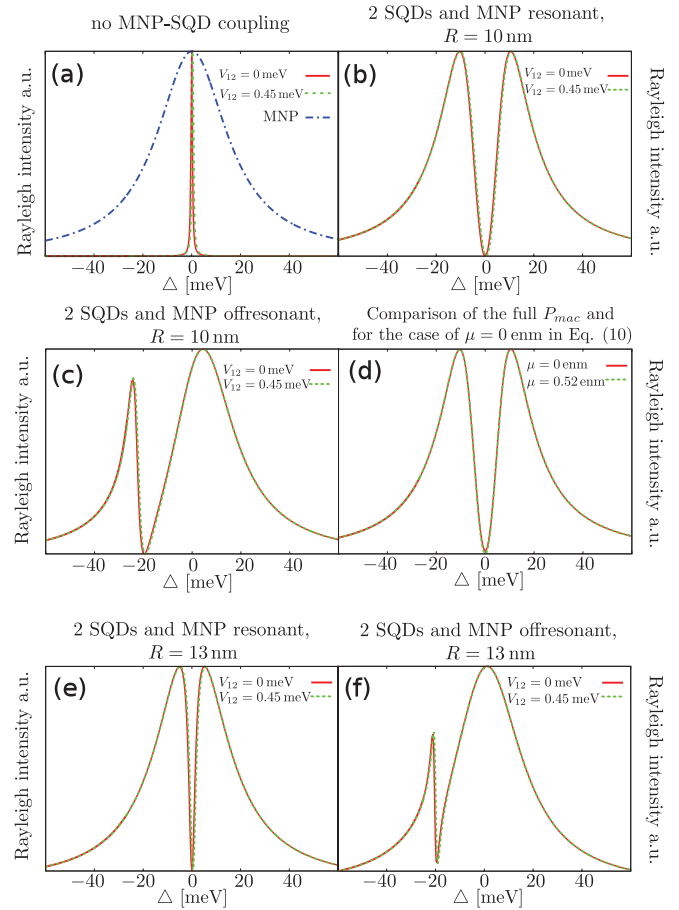 no MNP-SQD coupling
2 SQDs and MNP resonant,
R = 10 nm
Rayleigh intensity a.u.
(a)
V₁₂ = 0 meV
V₁₂ = 0.45 meV
MNP
−40 −20 0 20 40
△ [meV]
(b)
V₁₂ = 0 meV
V₁₂ = 0.45 meV
−40 −20 0 20 40
△ [meV]
Rayleigh intensity a.u.
2 SQDs and MNP offresonant,
R = 10 nm
Comparison of the full Pₘₐc and
for the case of μ = 0 enm in Eq. (10)
Rayleigh intensity a.u.
(c)
V₁₂ = 0 meV
V₁₂ = 0.45 meV
−40 −20 0 20 40
△ [meV]
(d)
μ = 0 enm
μ = 0.52 enm
−40 −20 0 20 40
△ [meV]
Rayleigh intensity a.u.
2 SQDs and MNP resonant,
R = 13 nm
2 SQDs and MNP offresonant,
R = 13 nm
Rayleigh intensity a.u.
(e)
V₁₂ = 0 meV
V₁₂ = 0.45 meV
−40 −20 0 20 40
△ [meV]
(f)
V₁₂ = 0 meV
V₁₂ = 0.45 meV
−40 −20 0 20 40
△ [meV]
Rayleigh intensity a.u.